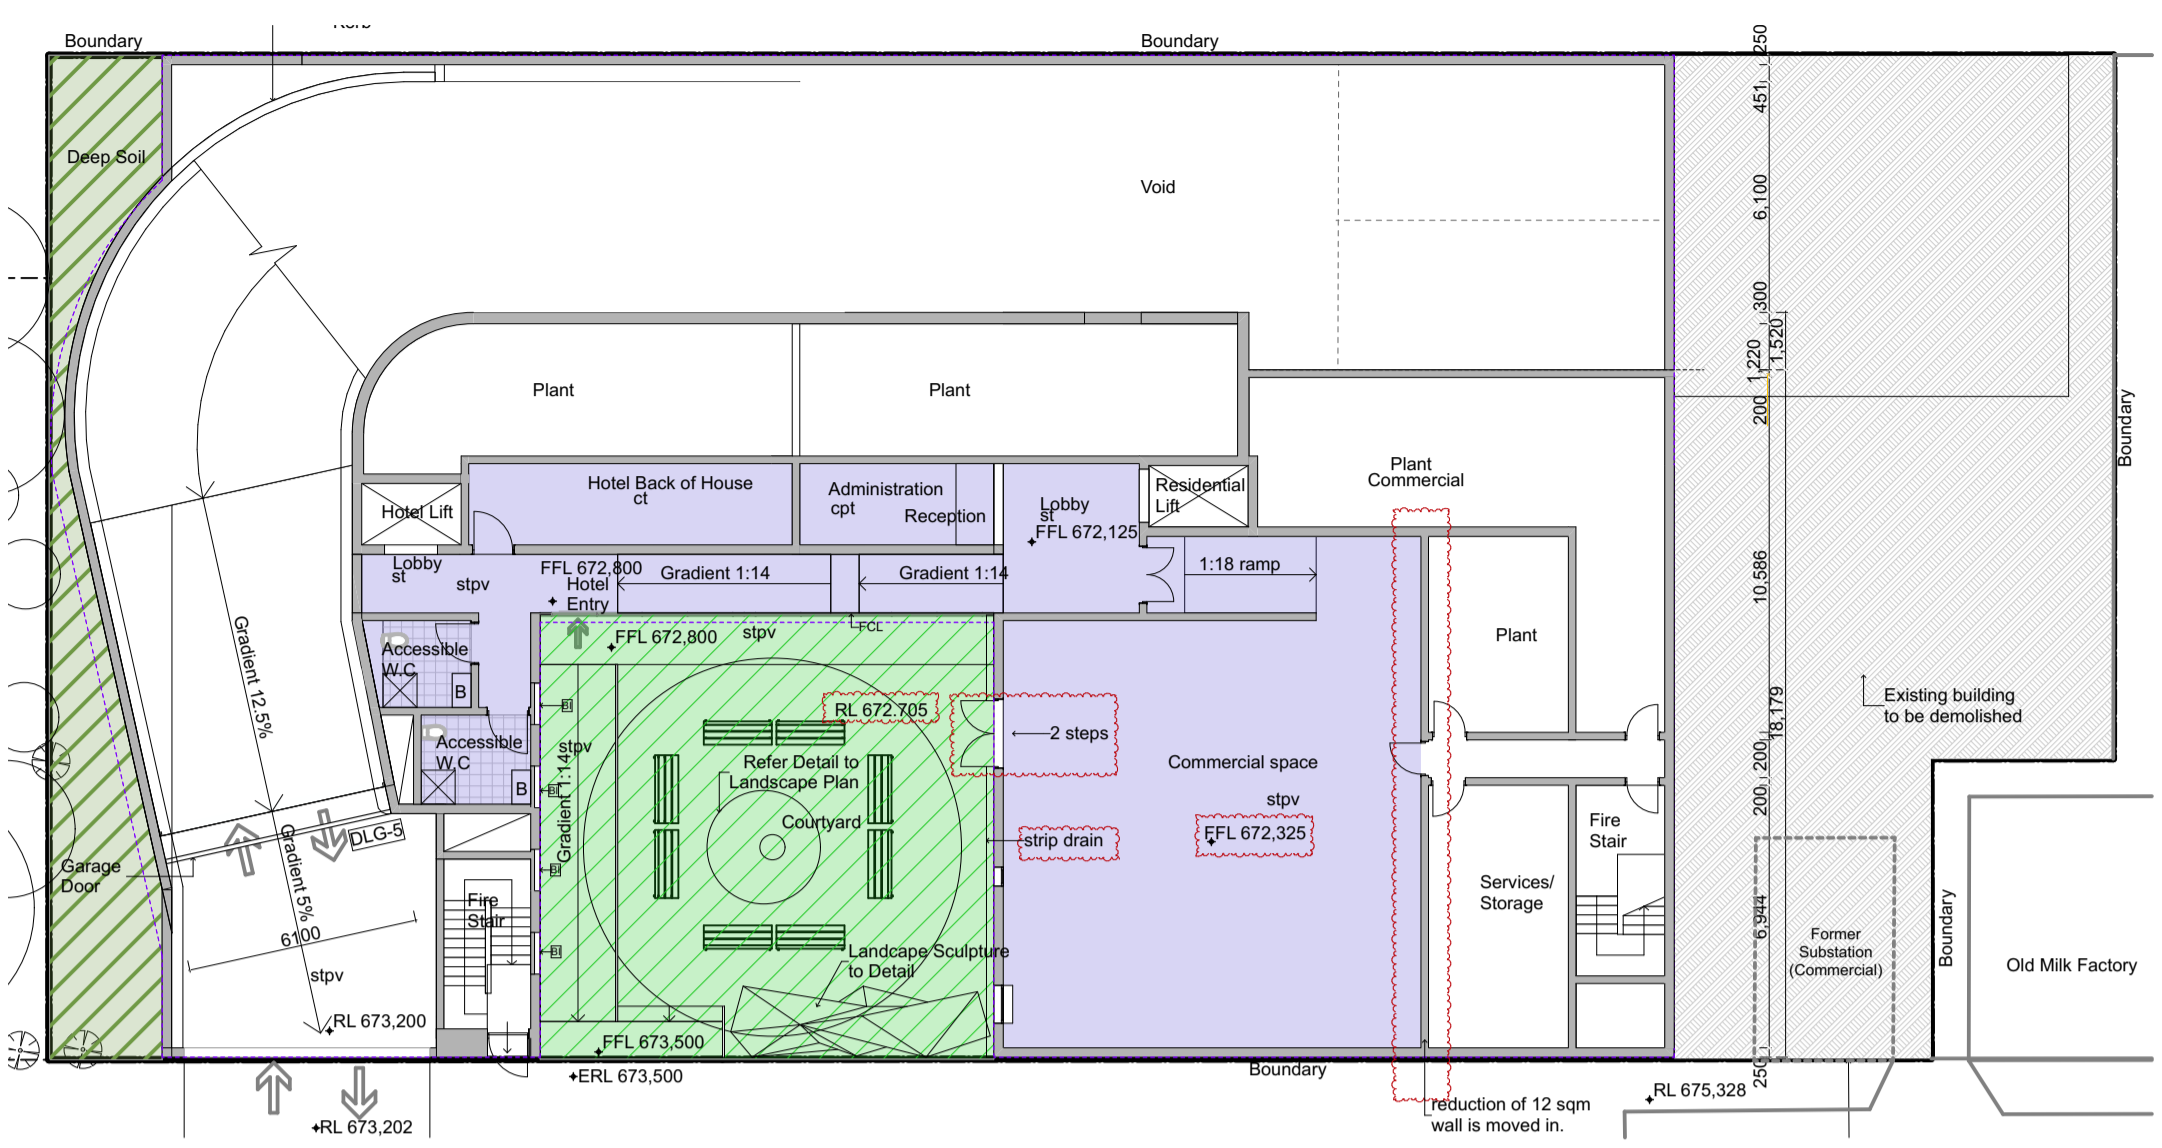 Boundary
Boundary
250
451
Deep Soil
Void
6,100
300
1,520
1,220
200
Plant
Plant
Boundary
Plant
Commercial
Hotel Back of House
ct
Administration
cpt
Reception
Lobby
st
FFL 672,125
Residential
Lift
Hotel Lift
Lobby
st
stpv
FFL 672,800
Hotel
Entry
Gradient 1:14
Gradient 1:14
1:18 ramp
10,586
FCL
FFL 672,800
stpv
Plant
Accessible
W.C
B
Gradient 12.5%
RL 672.705
2 steps
18,179
Existing building
to be demolished
BI
Accessible
W.C
B
stpv
Gradient 1:14
BI
Refer Detail to
Landscape Plan
Commercial space
stpv
200
200
Courtyard
strip drain
FFL 672,325
Fire
Stair
DLG-5
Gradient 5%
Garage
Door
BI
Services/
Storage
6,944
Fire
Stair
6100
BI
Landcape Sculpture
to Detail
Former
Substation
(Commercial)
Boundary
Old Milk Factory
stpv
RL 673,200
FFL 673,500
ERL 673,500
Boundary
250
RL 675,328
reduction of 12 sqm
wall is moved in.
RL 673,202